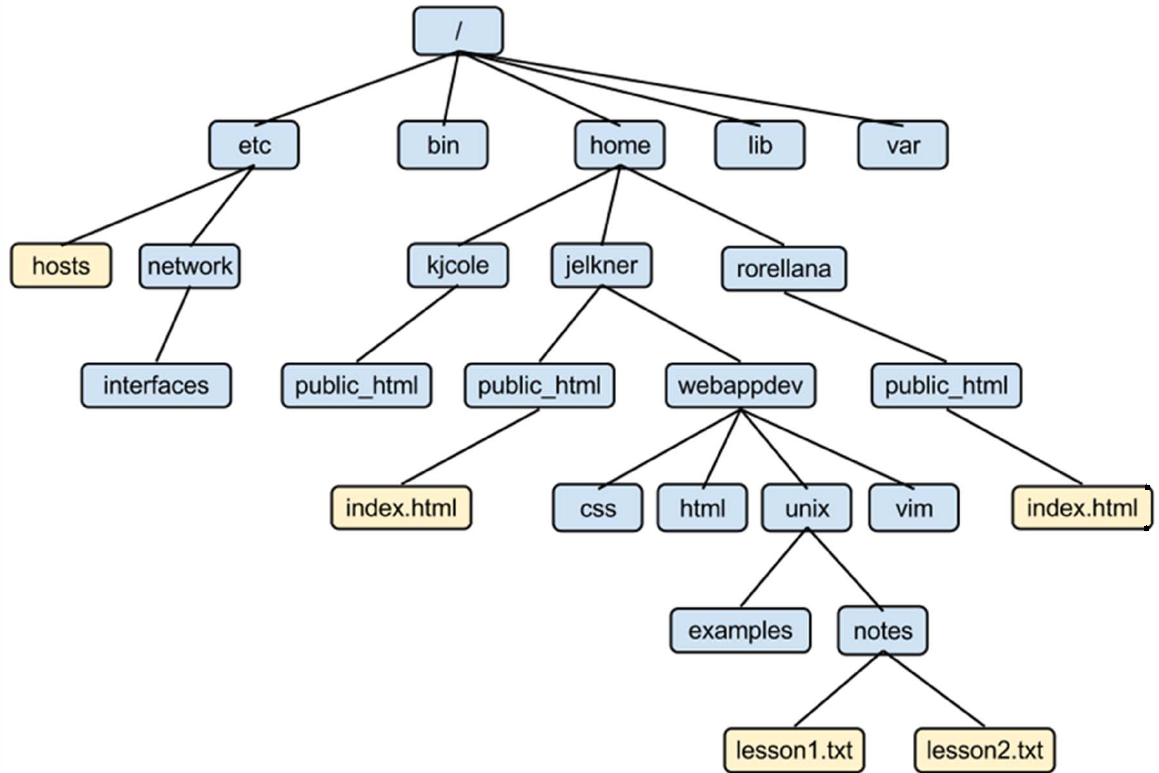 /
etc
bin
home
lib
var
hosts
network
kjcole
jelkner
rorellana
interfaces
public_html
public_html
webappdev
public_html
index.html
css
html
unix
vim
index.html
examples
notes
lesson1.txt
lesson2.txt